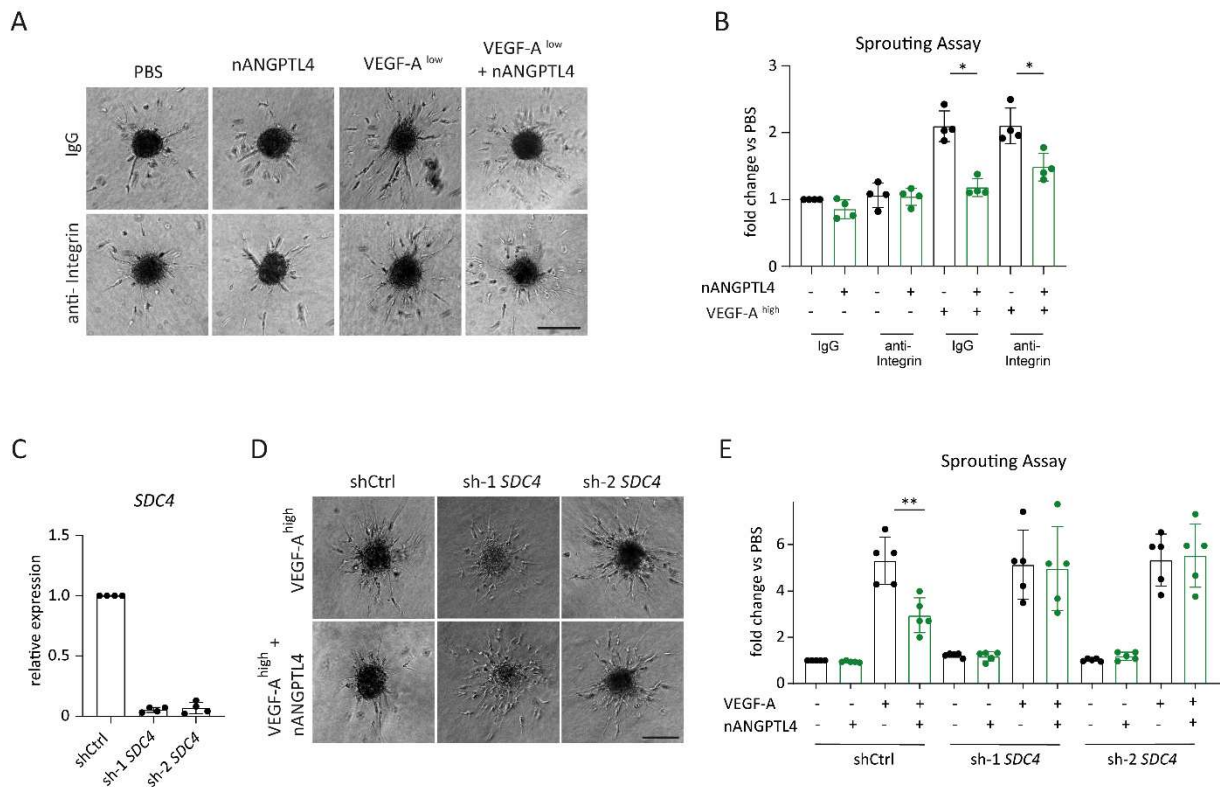 A
PBS
nANGPTL4
VEGF-A low
VEGF-A low
+ nANGPTL4
IgG
anti- Integrin
B
Sprouting Assay
fold change vs PBS
3
2
1
0
* *
nANGPTL4 - + - + - + - +
VEGF-A high - - - - + + + +
IgG anti-Integrin IgG anti-Integrin
C
SDC4
relative expression
1.5
1.0
0.5
0
shCtrl
sh-1 SDC4
sh-2 SDC4
D
shCtrl
sh-1 SDC4
sh-2 SDC4
VEGF-A high
VEGF-A high +
nANGPTL4
E
Sprouting Assay
fold change vs PBS
6
4
2
0
**
VEGF-A - - + + - - + + - - + +
nANGPTL4 - + - + - + - + - + - +
shCtrl sh-1 SDC4 sh-2 SDC4